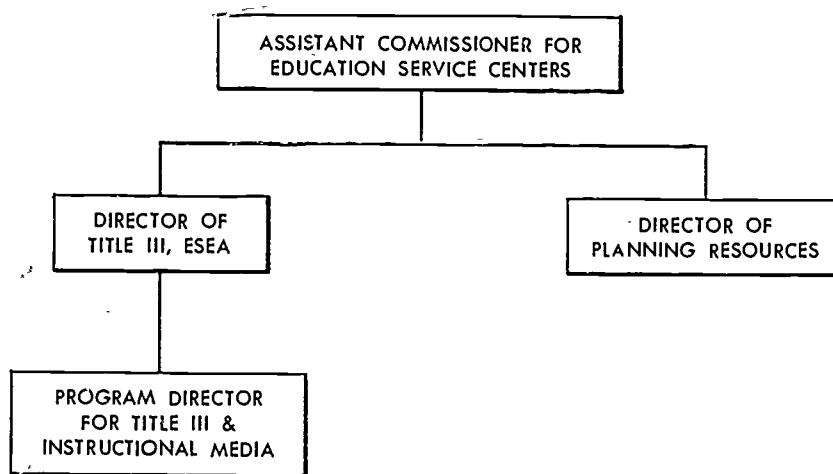 ASSISTANT COMMISSIONER FOR
EDUCATION SERVICE CENTERS
DIRECTOR OF
TITLE III, ESEA
DIRECTOR OF
PLANNING RESOURCES
PROGRAM DIRECTOR
FOR TITLE III &
INSTRUCTIONAL MEDIA